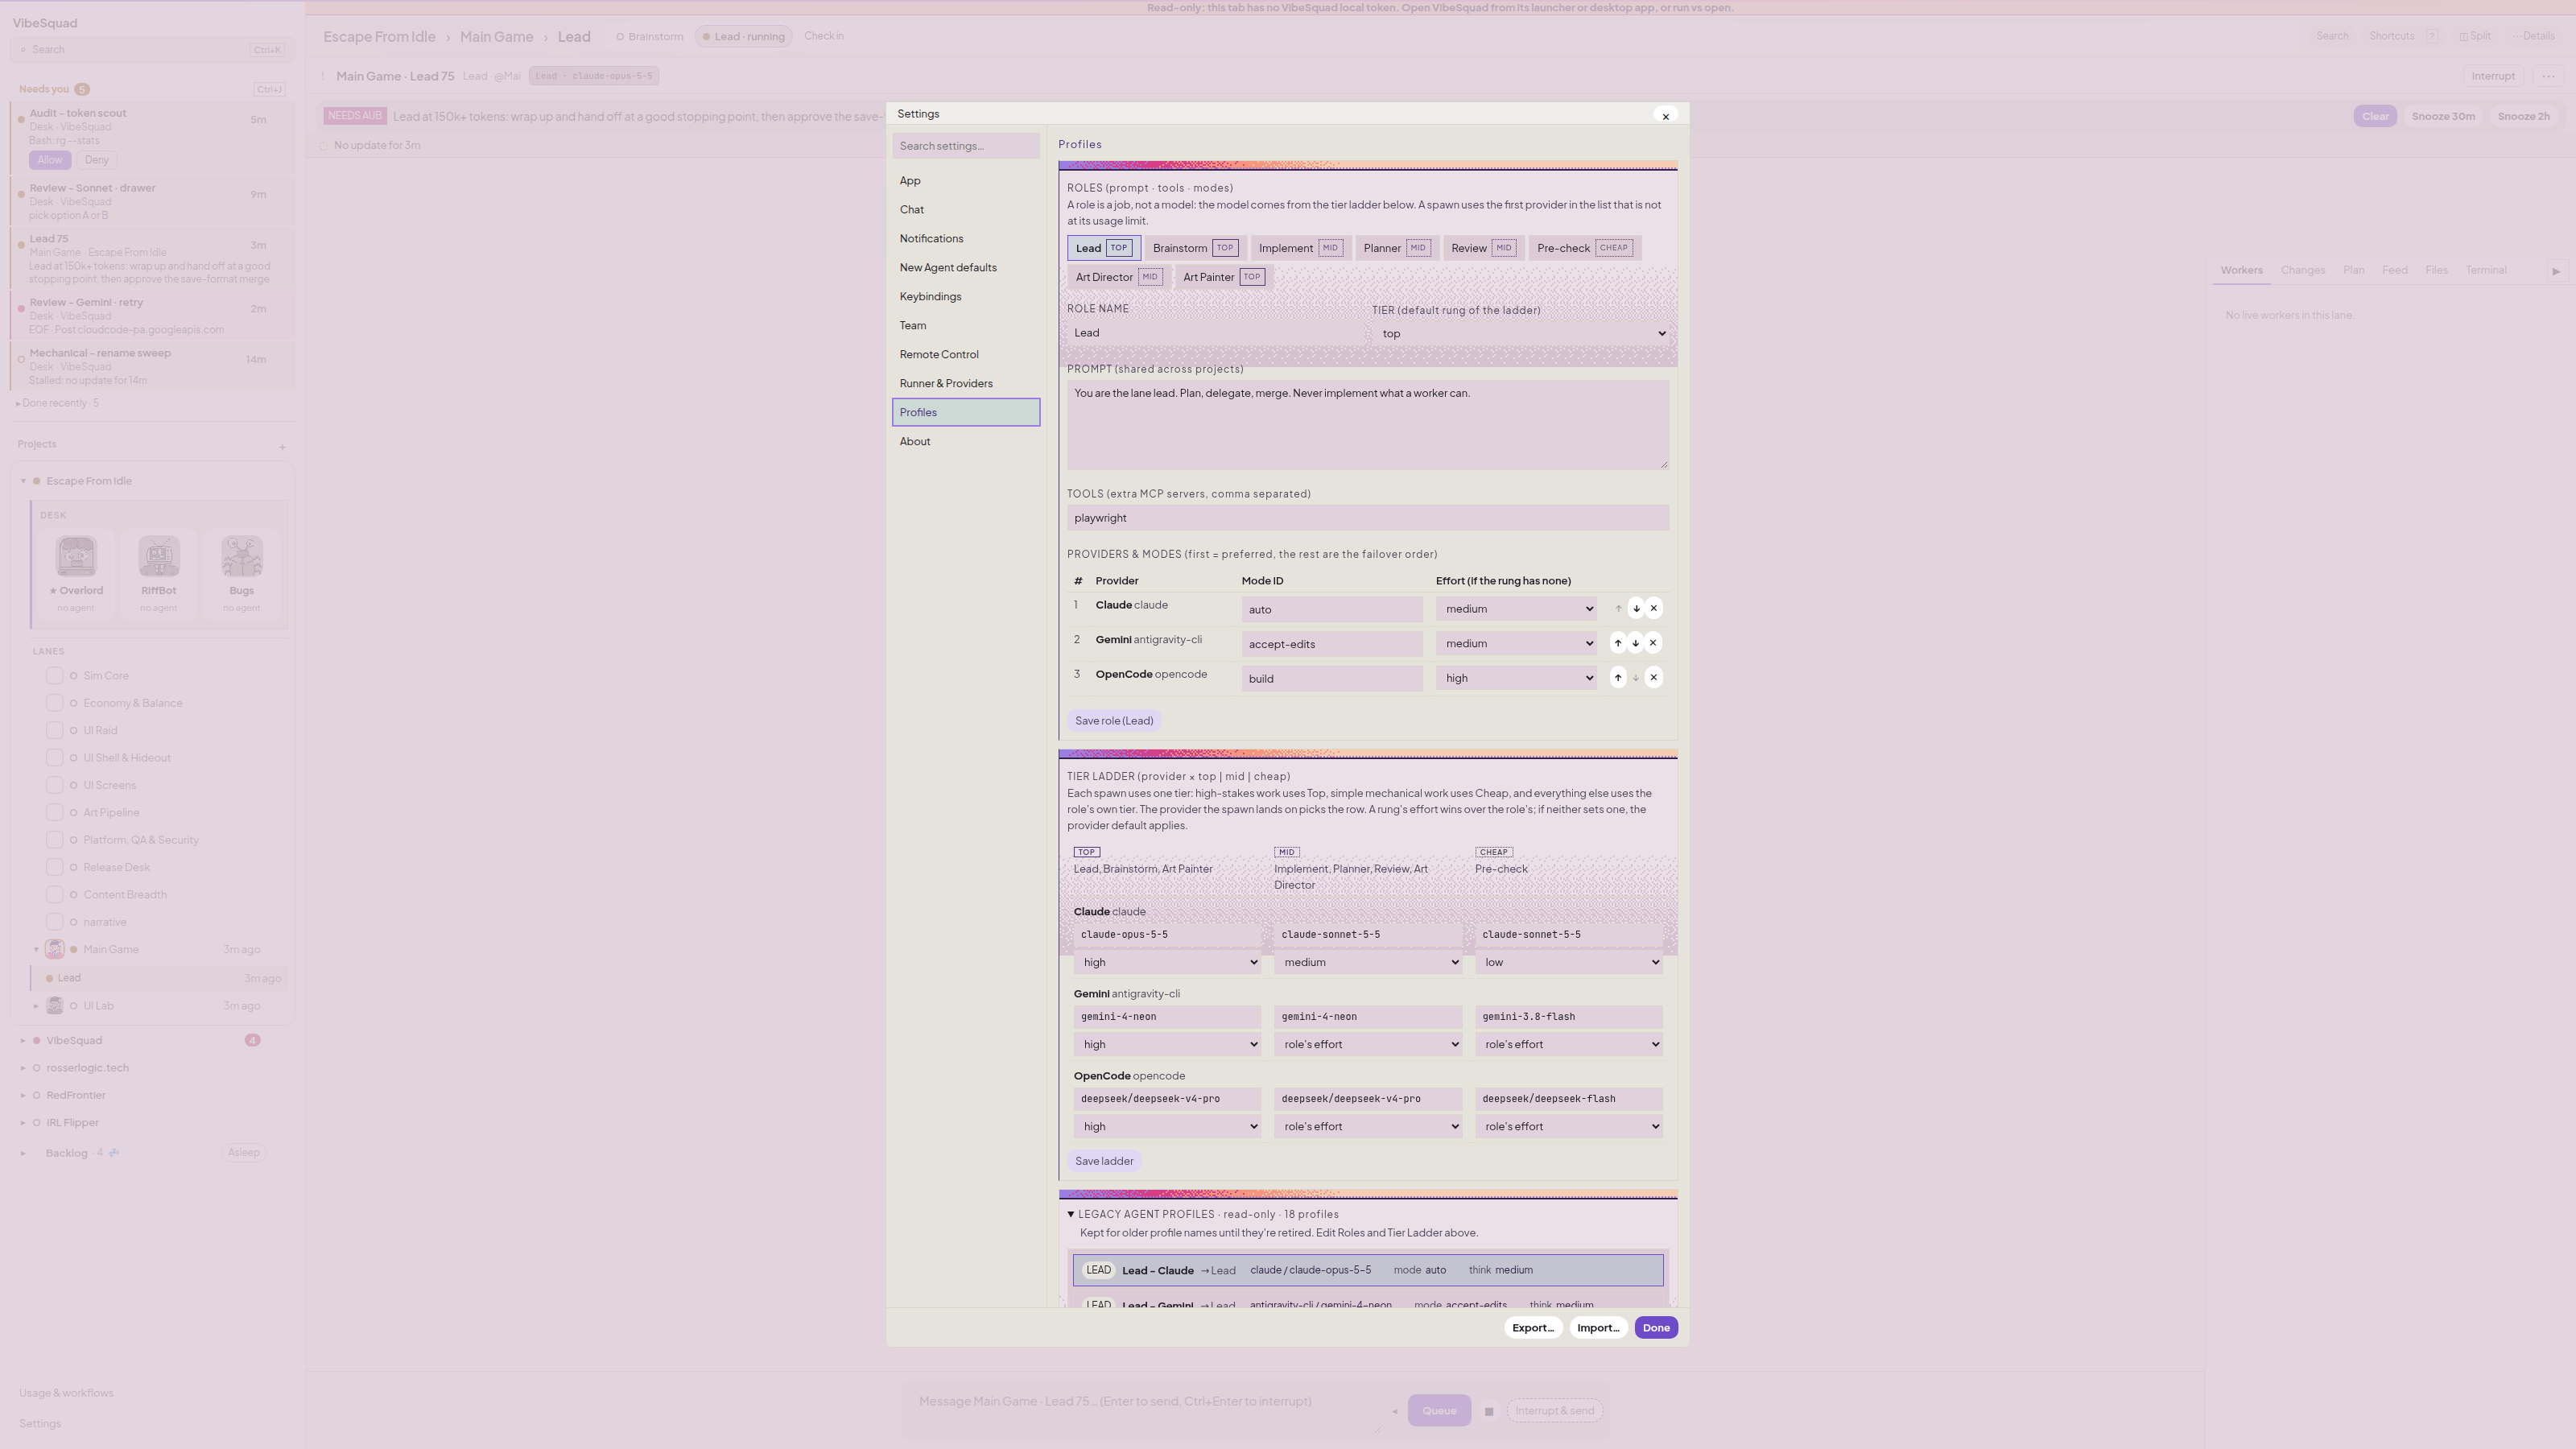 VibeSquad
Search
Ctrl+K
Needs you 5
Ctrl+J
Audit – token scout
5m
Desk · VibeSquad
Bash: rg --stats
Allow
Deny
Review – Sonnet · drawer
9m
Desk · VibeSquad
pick option A or B
Lead 75
3m
Main Game · Escape From Idle
Lead at 150k+ tokens: wrap up and hand off at a good
stopping point, then approve the save-format merge
Review – Gemini · retry
2m
Desk · VibeSquad
EOF · Post cloudcode-pa.googleapis.com
Mechanical – rename sweep
14m
Desk · VibeSquad
Stalled: no update for 14m
▸ Done recently · 5
Projects
+
▾ Escape From Idle
DESK
★ Overlord
no agent
RiffBot
no agent
Bugs
no agent
LANES
Sim Core
Economy & Balance
UI Raid
UI Shell & Hideout
UI Screens
Art Pipeline
Platform, QA & Security
Release Desk
Content Breadth
narrative
▾ Main Game 3m ago
Lead 3m ago
▸ UI Lab 3m ago
▸ VibeSquad 4
▸ rosserlogic.tech
▸ RedFrontier
▸ IRL Flipper
▸ Backlog · 4 💤 Asleep
Usage & workflows
Settings
Read-only: this tab has no VibeSquad local token. Open VibeSquad from its launcher or desktop app, or run vs open.
Escape From Idle › Main Game › Lead
Brainstorm
Lead · running
Check in
Search
Shortcuts ?
Split
··· Details
! Main Game · Lead 75 Lead · @Mai Lead · claude-opus-5-5
Interrupt
···
NEEDS AUB Lead at 150k+ tokens: wrap up and hand off at a good stopping point, then approve the save-
Clear
Snooze 30m
Snooze 2h
No update for 3m
Workers
Changes
Plan
Feed
Files
Terminal
▶
No live workers in this lane.
Settings
×
Search settings...
App
Chat
Notifications
New Agent defaults
Keybindings
Team
Remote Control
Runner & Providers
Profiles
About
Profiles
ROLES (prompt · tools · modes)
A role is a job, not a model: the model comes from the tier ladder below. A spawn uses the first provider in the list that is not
at its usage limit.
Lead TOP
Brainstorm TOP
Implement MID
Planner MID
Review MID
Pre-check CHEAP
Art Director MID
Art Painter TOP
ROLE NAME
TIER (default rung of the ladder)
Lead
top
PROMPT (shared across projects)
You are the lane lead. Plan, delegate, merge. Never implement what a worker can.
TOOLS (extra MCP servers, comma separated)
playwright
PROVIDERS & MODES (first = preferred, the rest are the failover order)
# Provider Mode ID Effort (if the rung has none)
1 Claude claude auto medium ↑ ↓ ×
2 Gemini antigravity-cli accept-edits medium ↑ ↓ ×
3 OpenCode opencode build high ↑ ↓ ×
Save role (Lead)
TIER LADDER (provider × top | mid | cheap)
Each spawn uses one tier: high-stakes work uses Top, simple mechanical work uses Cheap, and everything else uses the
role's own tier. The provider the spawn lands on picks the row. A rung's effort wins over the role's; if neither sets one, the
provider default applies.
TOP MID CHEAP
Lead, Brainstorm, Art Painter
Implement, Planner, Review, Art
Director
Pre-check
Claude claude
claude-opus-5-5 claude-sonnet-5-5 claude-sonnet-5-5
high medium low
Gemini antigravity-cli
gemini-4-neon gemini-4-neon gemini-3.8-flash
high role's effort role's effort
OpenCode opencode
deepseek/deepseek-v4-pro deepseek/deepseek-v4-pro deepseek/deepseek-flash
high role's effort role's effort
Save ladder
▼ LEGACY AGENT PROFILES · read-only · 18 profiles
Kept for older profile names until they're retired. Edit Roles and Tier Ladder above.
LEAD Lead – Claude → Lead claude / claude-opus-5-5 mode auto think medium
LEAD Lead – Gemini → Lead antigravity-cli / gemini-4-neon mode accept-edits think medium
Export...
Import...
Done
Message Main Game · Lead 75... (Enter to send, Ctrl+Enter to interrupt)
Queue
Interrupt & send